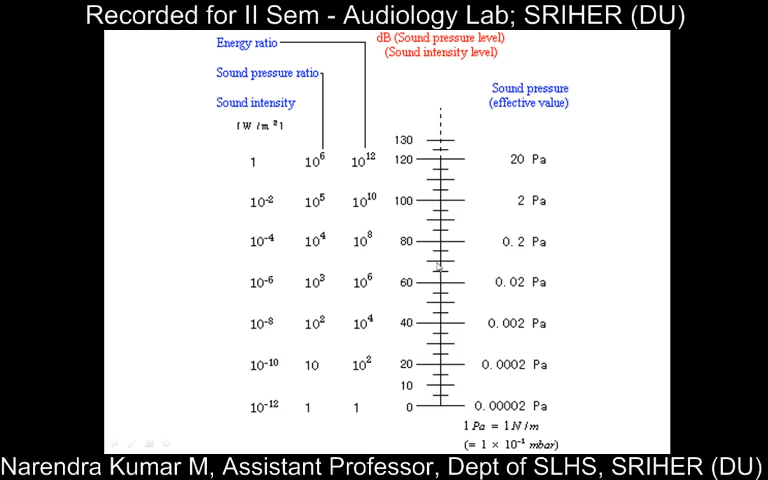 Recorded for II Sem - Audiology Lab; SRIHER (DU)
Energy ratio
dB (Sound pressure level)
(Sound intensity level)
Sound pressure ratio
Sound pressure
(effective value)
Sound intensity
[W/m²]
130
1 10⁶ 10¹² 120 20 Pa
10⁻² 10⁵ 10¹⁰ 100 2 Pa
10⁻⁴ 10⁴ 10⁸ 80 0.2 Pa
10⁻⁶ 10³ 10⁶ 60 0.02 Pa
10⁻⁸ 10² 10⁴ 40 0.002 Pa
10⁻¹⁰ 10 10² 20 0.0002 Pa
10
10⁻¹² 1 1 0 0.00002 Pa
1 Pa = 1 N/m
(= 1 × 10⁻¹ mbar)
Narendra Kumar M, Assistant Professor, Dept of SLHS, SRIHER (DU)